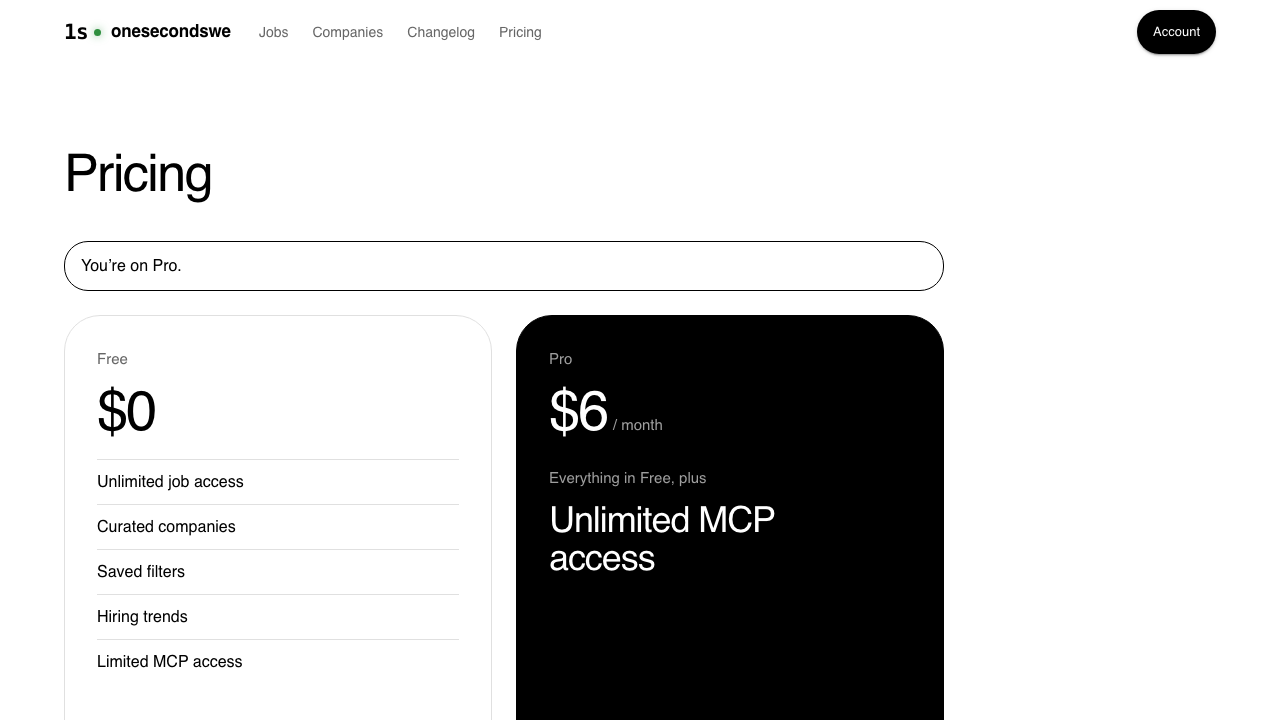 1s onesecondswe Jobs Companies Changelog Pricing Account
Pricing
You’re on Pro.
Free
$0
Unlimited job access
Curated companies
Saved filters
Hiring trends
Limited MCP access
Pro
$6 / month
Everything in Free, plus
Unlimited MCP
access